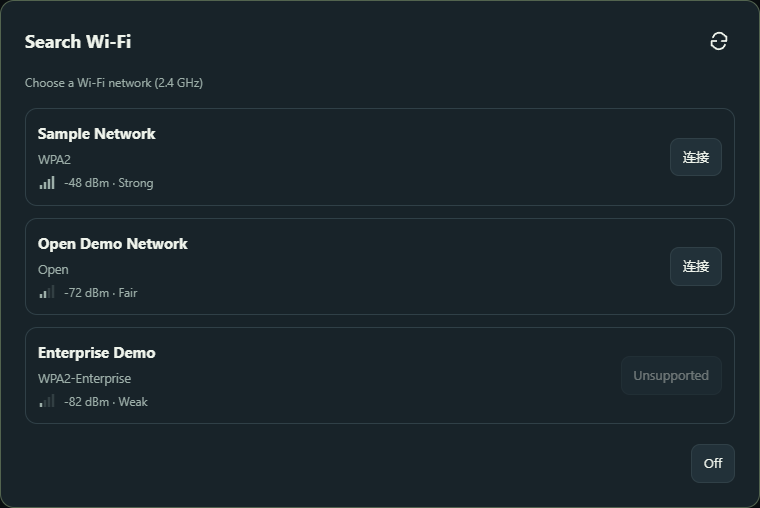 Search Wi-Fi
Choose a Wi-Fi network (2.4 GHz)
Sample Network
WPA2
-48 dBm · Strong
连接
Open Demo Network
Open
-72 dBm · Fair
连接
Enterprise Demo
WPA2-Enterprise
-82 dBm · Weak
Unsupported
Off